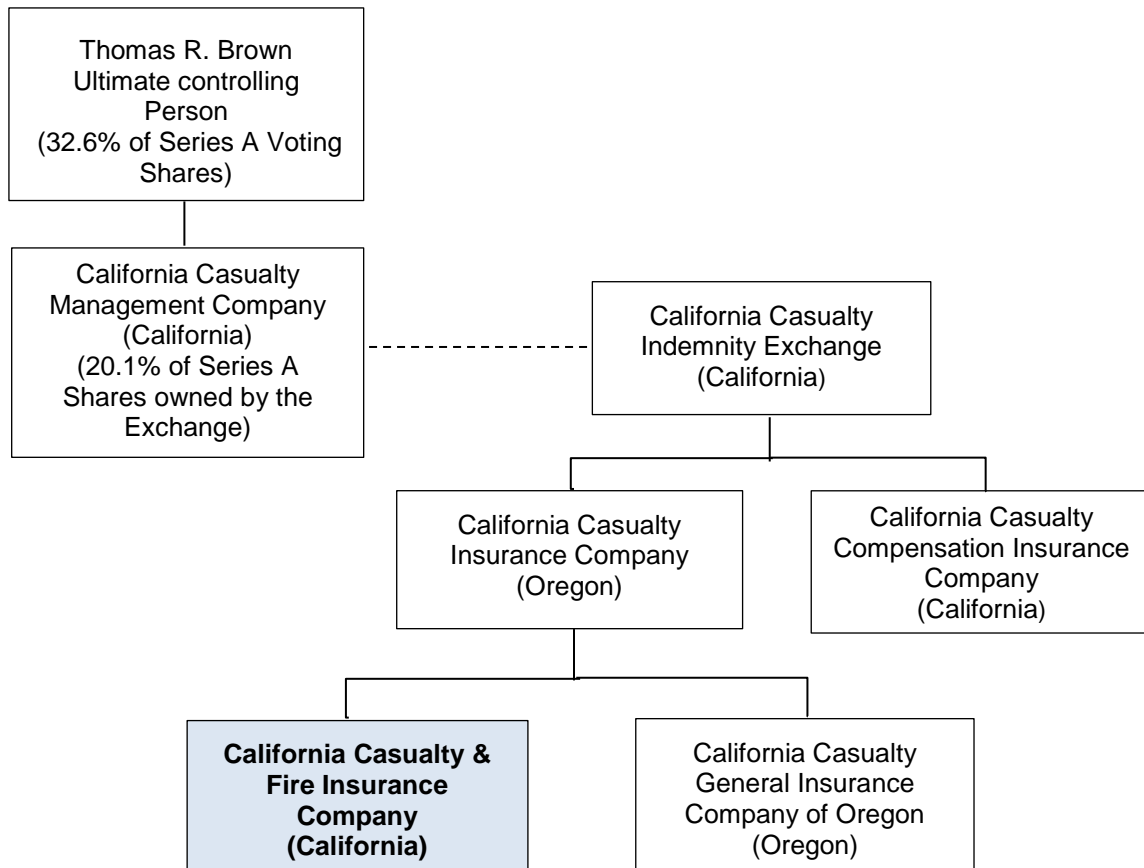 Thomas R. Brown
Ultimate controlling
Person
(32.6% of Series A Voting
Shares)
California Casualty
Management Company
(California)
(20.1% of Series A
Shares owned by the
Exchange)
California Casualty
Indemnity Exchange
(California)
California Casualty
Insurance Company
(Oregon)
California Casualty
Compensation Insurance
Company
(California)
California Casualty &
Fire Insurance
Company
(California)
California Casualty
General Insurance
Company of Oregon
(Oregon)